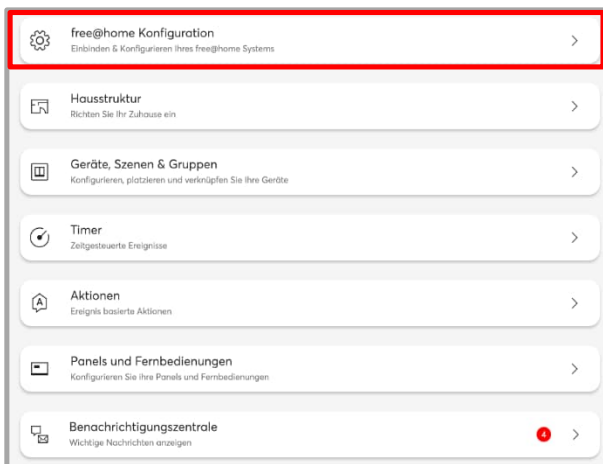 free@home Konfiguration
Einbinden & Konfigurieren Ihres free@home Systems
Hausstruktur
Richten Sie Ihr Zuhause ein
Geräte, Szenen & Gruppen
Konfigurieren, platzieren und verknüpfen Sie Ihre Geräte
Timer
Zeitgesteuerte Ereignisse
A
Aktionen
Ereignis basierte Aktionen
Panels und Fernbedienungen
Konfigurieren Sie ihre Panels und Fernbedienungen
Benachrichtigungszentrale
4
Wichtige Nachrichten anzeigen